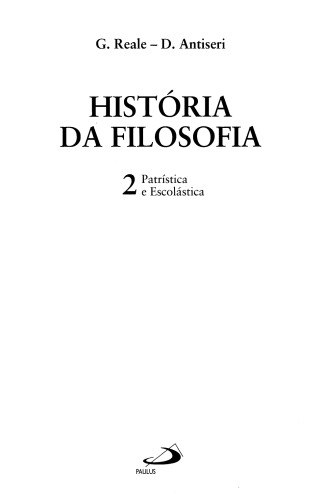 G. Reale – D. Antiseri
HISTÓRIA
DA FILOSOFIA
2 Patrística
e Escolástica
PAULUS